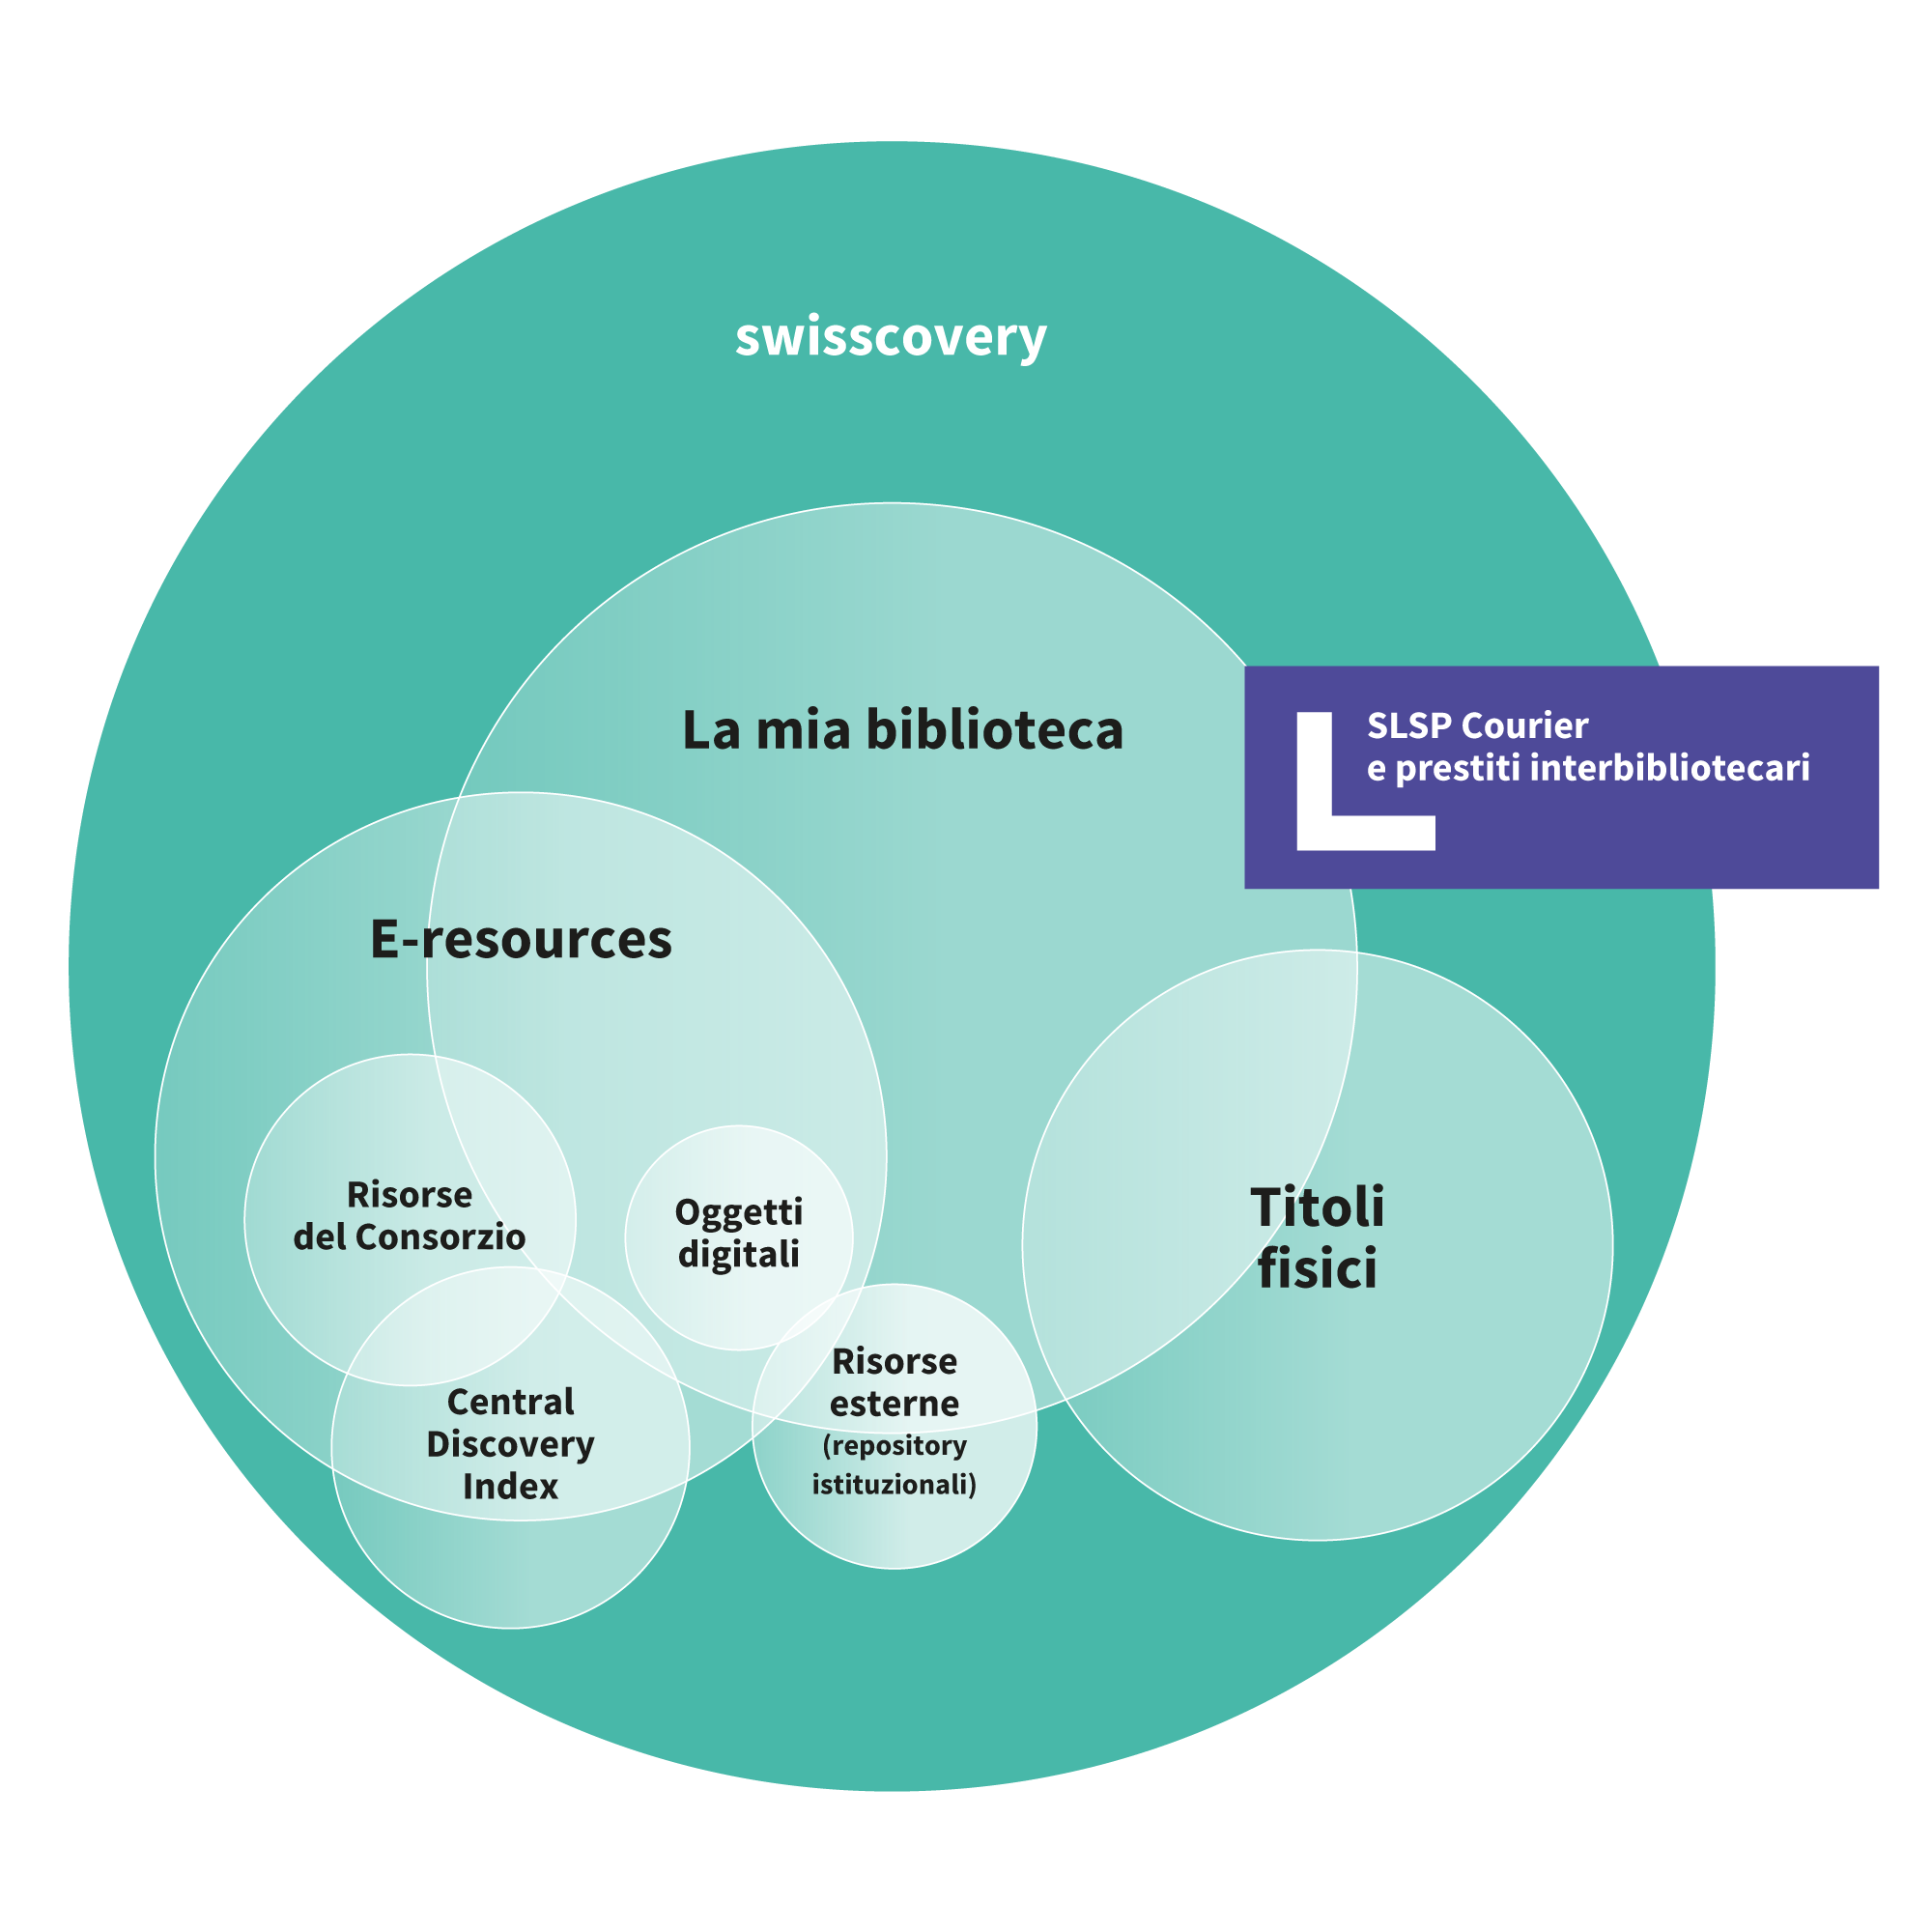 swisscovery
La mia biblioteca
SLSP Courier
e prestiti interbibliotecari
E-resources
Risorse
del Consorzio
Oggetti
digitali
Titoli
fisici
Risorse
esterne
(repository
istituzionali)
Central
Discovery
Index